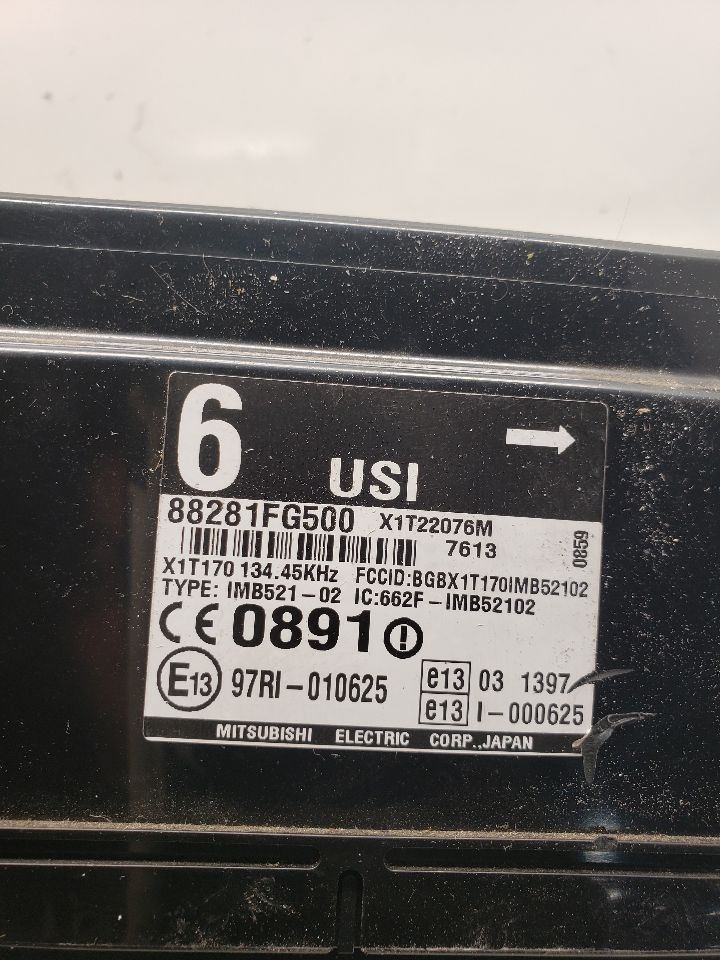 6
USI
88281FG500 X1T22076M
7613
0859
X1T170 134.45KHz FCCID:BGBX1T170IMB52102
TYPE: IMB521-02 IC:662F-IMB52102
CE 0891
E13 97RI-010625
e13 03 1397
e13 I-000625
MITSUBISHI ELECTRIC CORP.,JAPAN